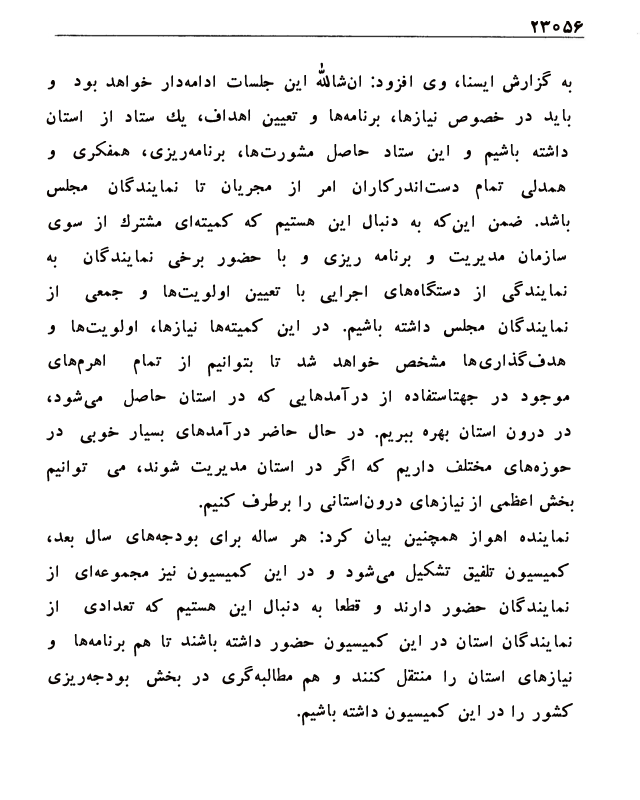 ۲۳۰۵۶
به گزارش ایسنا، وی افزود: ان‌شاالله این جلسات ادامه‌دار خواهد بود و
باید در خصوص نیازها، برنامه‌ها و تعیین اهداف، یك ستاد از استان
داشته باشیم و این ستاد حاصل مشورت‌ها، برنامه‌ریزی، همفکری و
همدلی تمام دست‌اندرکاران امر از مجریان تا نمایندگان مجلس
باشد. ضمن این‌که به دنبال این هستیم که کمیته‌ای مشترك از سوی
سازمان مدیریت و برنامه ریزی و با حضور برخی نمایندگان به
نمایندگی از دستگاه‌های اجرایی با تعیین اولویت‌ها و جمعی از
نمایندگان مجلس داشته باشیم. در این کمیته‌ها نیازها، اولویت‌ها و
هدف‌گذاری‌ها مشخص خواهد شد تا بتوانیم از تمام اهرم‌های
موجود در جهتاستفاده از درآمدهایی که در استان حاصل می‌شود،
در درون استان بهره ببریم. در حال حاضر درآمدهای بسیار خوبی در
حوزه‌های مختلف داریم که اگر در استان مدیریت شوند، می توانیم
بخش اعظمی از نیازهای درون‌استانی را برطرف کنیم.
نماینده اهواز همچنین بیان کرد: هر ساله برای بودجه‌های سال بعد،
کمیسیون تلفیق تشکیل می‌شود و در این کمیسیون نیز مجموعه‌ای از
نمایندگان حضور دارند و قطعا به دنبال این هستیم که تعدادی از
نمایندگان استان در این کمیسیون حضور داشته باشند تا هم برنامه‌ها و
نیازهای استان را منتقل کنند و هم مطالبه‌گری در بخش بودجه‌ریزی
کشور را در این کمیسیون داشته باشیم.